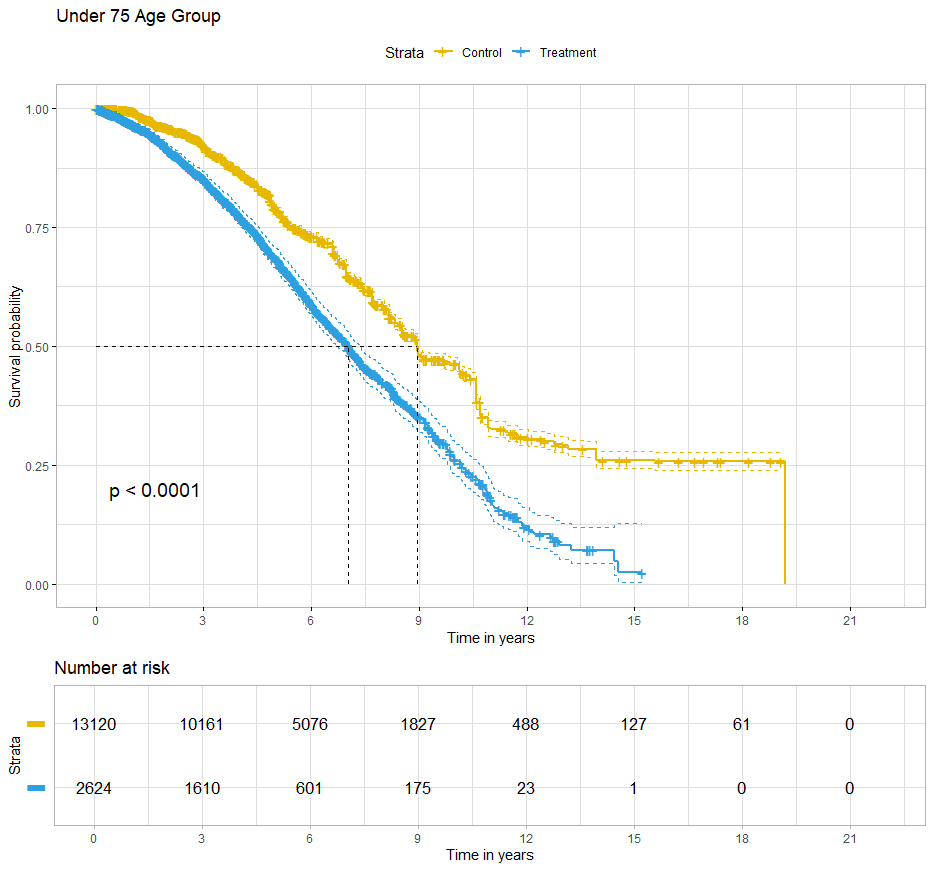 Under 75 Age Group
Strata Control Treatment
Survival probability
1.00
0.75
0.50
0.25
0.00
p < 0.0001
0 3 6 9 12 15 18 21
Time in years
Number at risk
Strata
13120 10161 5076 1827 488 127 61 0
2624 1610 601 175 23 1 0 0
0 3 6 9 12 15 18 21
Time in years